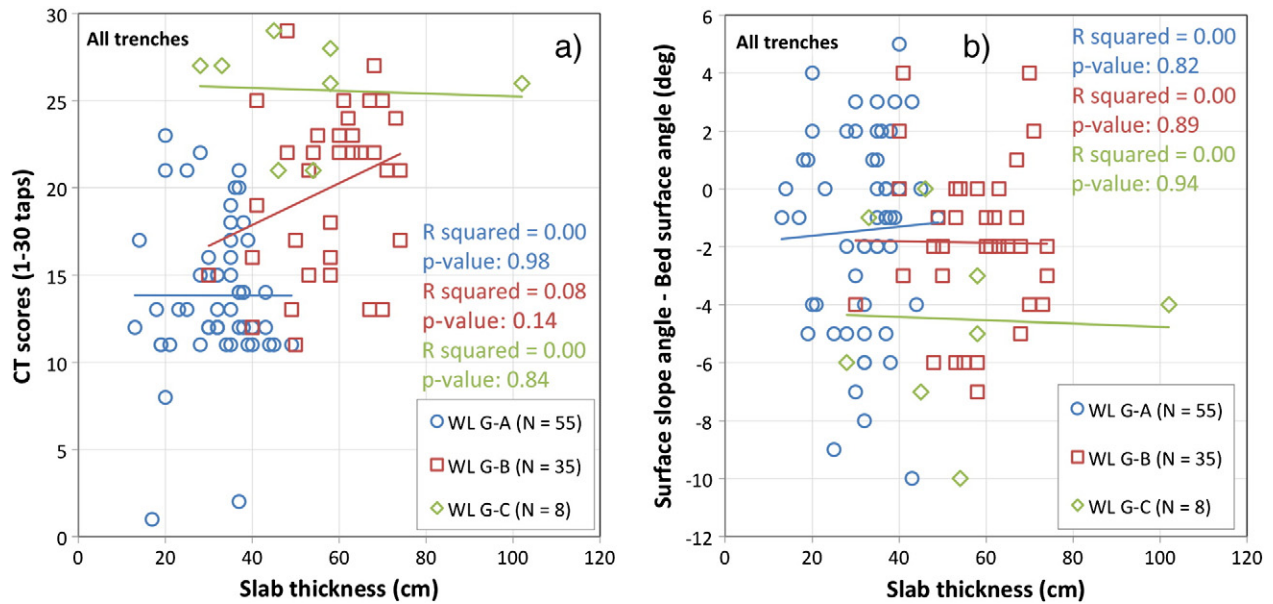 All trenches
a)
R squared = 0.00
p-value: 0.98
R squared = 0.08
p-value: 0.14
R squared = 0.00
p-value: 0.84
WL G-A (N = 55)
WL G-B (N = 35)
WL G-C (N = 8)
CT scores (1-30 taps)
30
25
20
15
10
5
0
0 20 40 60 80 100 120
Slab thickness (cm)
All trenches
b)
R squared = 0.00
p-value: 0.82
R squared = 0.00
p-value: 0.89
R squared = 0.00
p-value: 0.94
WL G-A (N = 55)
WL G-B (N = 35)
WL G-C (N = 8)
Surface slope angle - Bed surface angle (deg)
6
4
2
0
-2
-4
-6
-8
-10
-12
0 20 40 60 80 100 120
Slab thickness (cm)